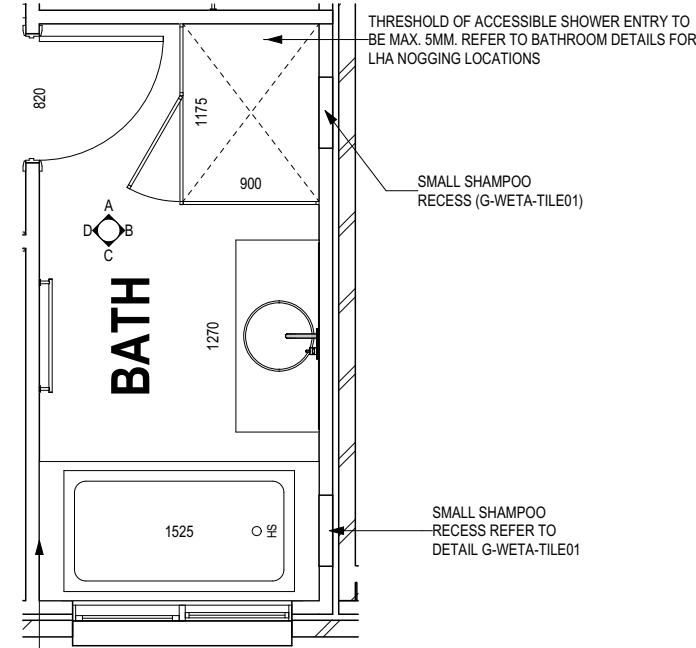 THRESHOLD OF ACCESSIBLE SHOWER ENTRY TO
BE MAX. 5MM. REFER TO BATHROOM DETAILS FOR
LHA NOGGING LOCATIONS
820
1175
900
SMALL SHAMPOO
RECESS (G-WETA-TILE01)
A
D B
C
BATH
1270
1525
HS
SMALL SHAMPOO
RECESS REFER TO
DETAIL G-WETA-TILE01